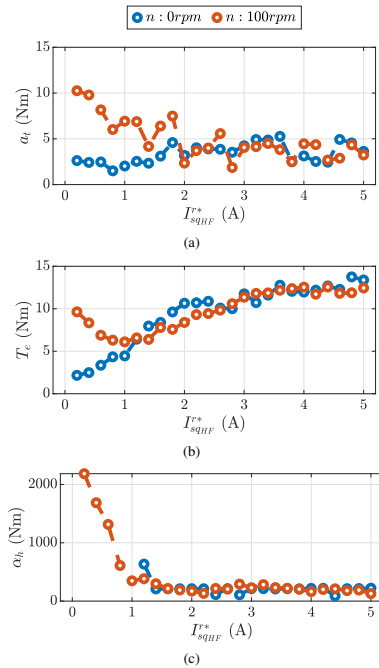 n : 0rpm n : 100rpm
15
10
5
0
a_t (Nm)
0 1 2 3 4 5
I^{r*}_{sq_{HF}} (A)
(a)
15
10
5
0
T_e (Nm)
0 1 2 3 4 5
I^{r*}_{sq_{HF}} (A)
(b)
2000
1000
0
α_h (Nm)
0 1 2 3 4 5
I^{r*}_{sq_{HF}} (A)
(c)